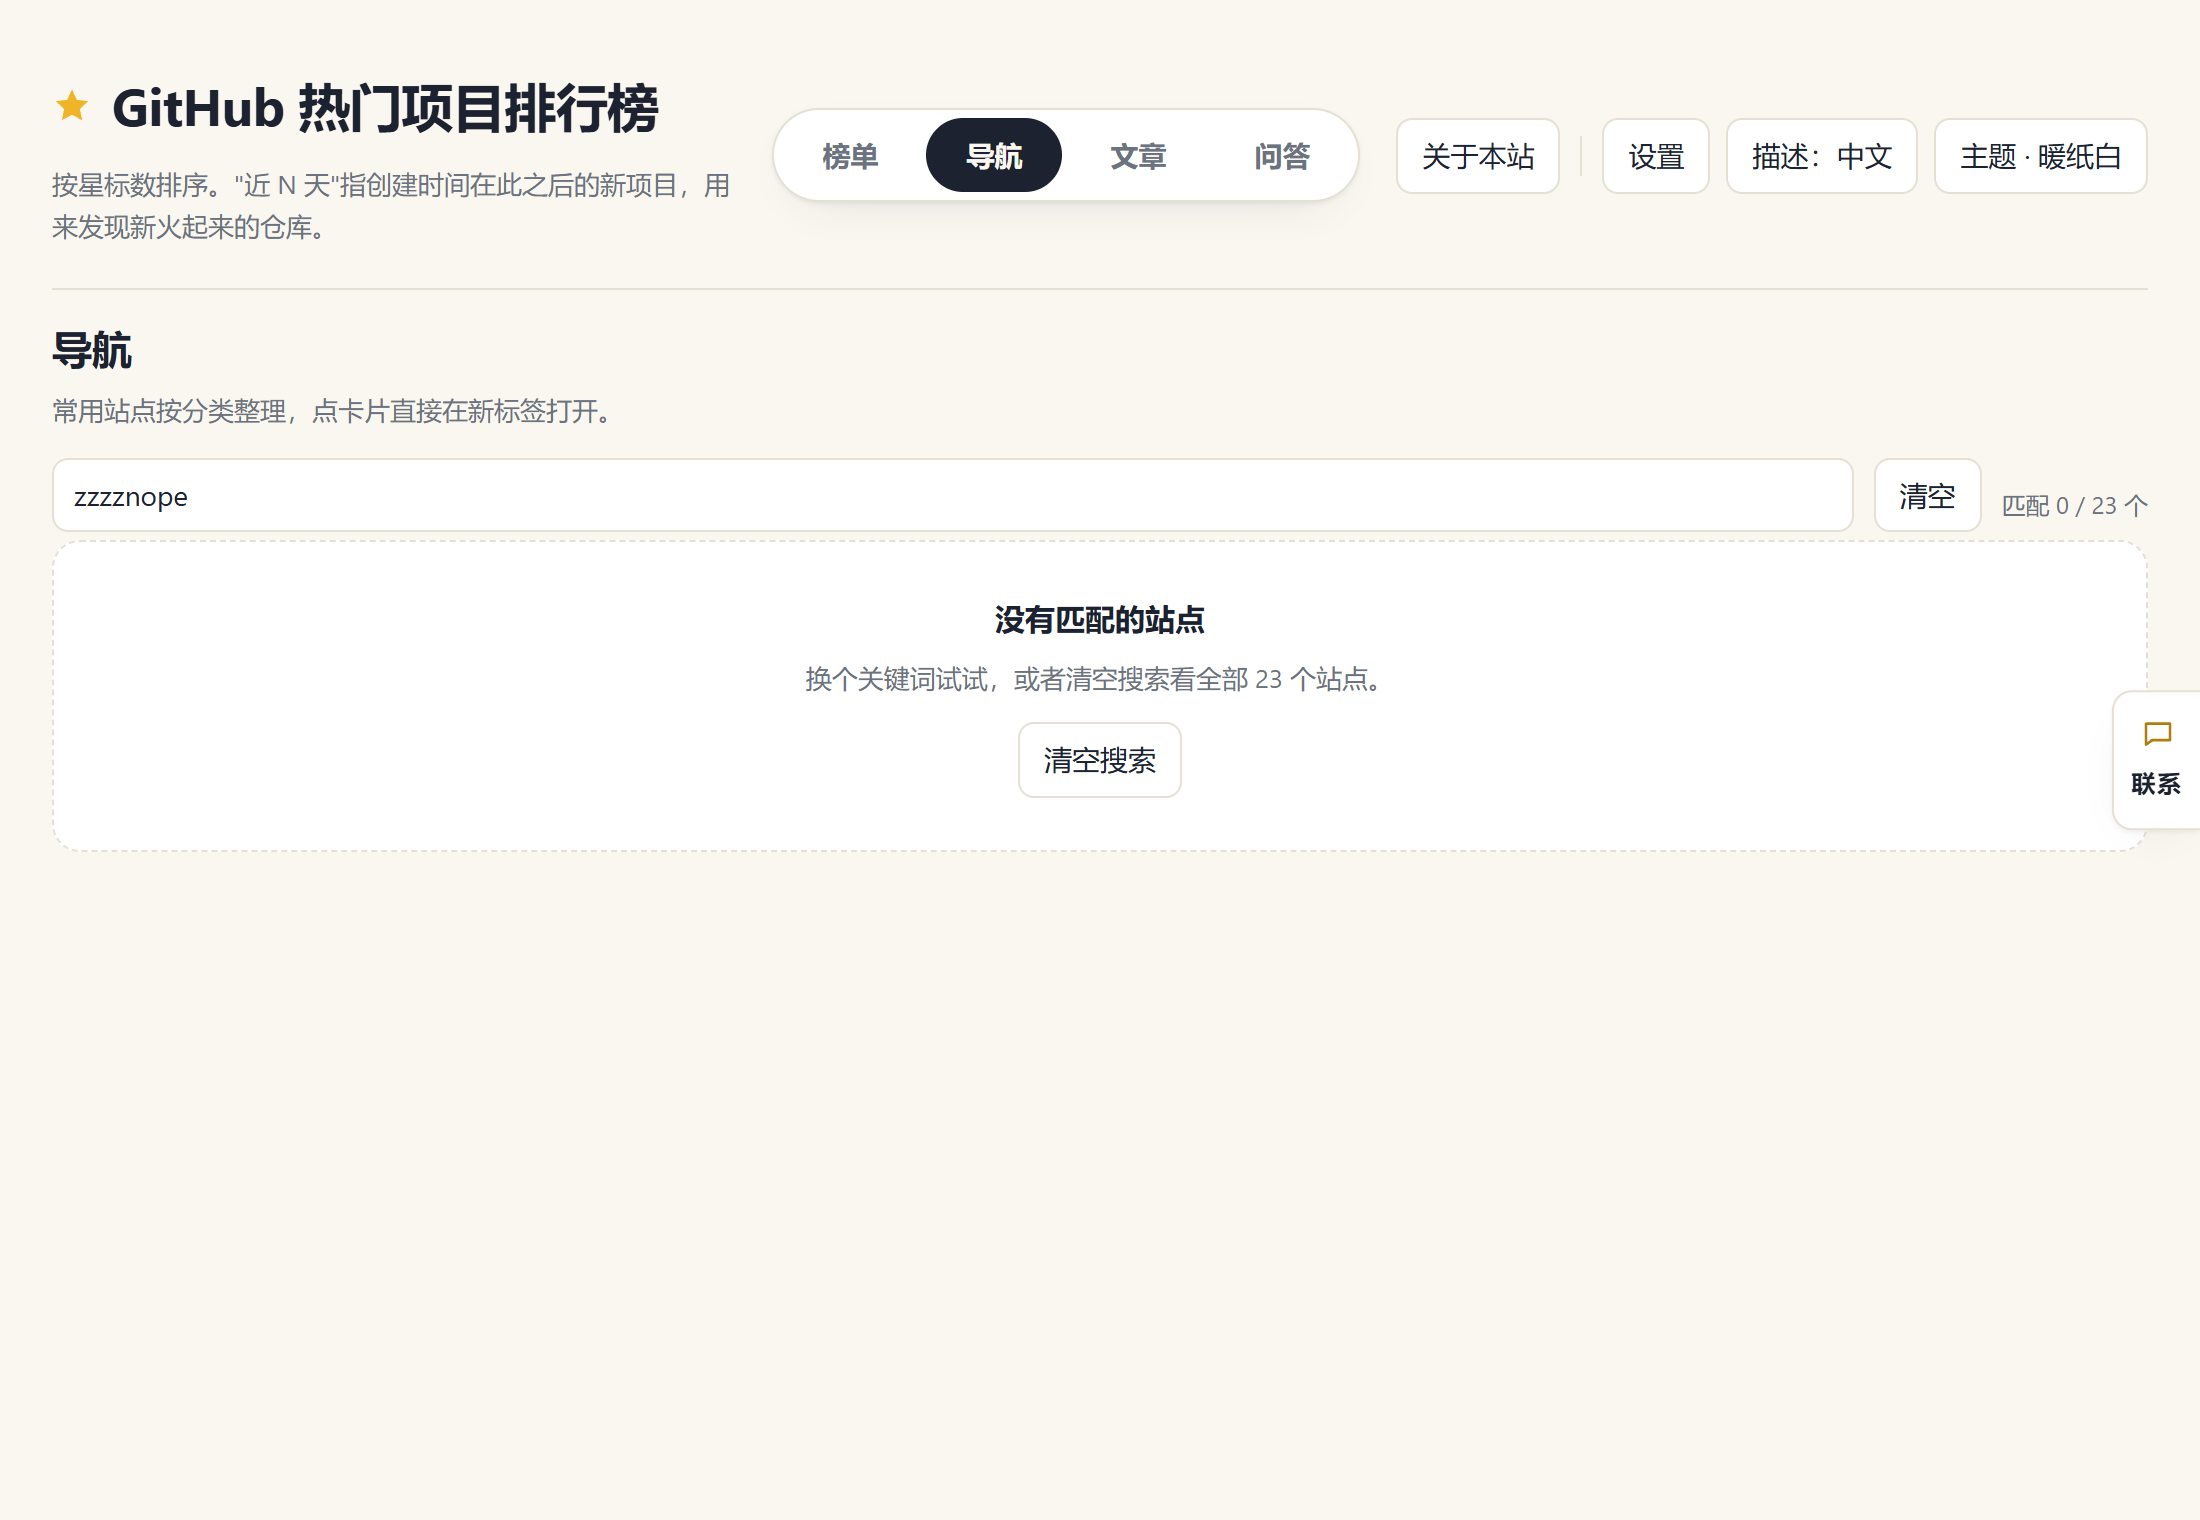 GitHub 热门项目排行榜
按星标数排序。"近 N 天"指创建时间在此之后的新项目，用
来发现新火起来的仓库。
榜单
导航
文章
问答
关于本站
设置
描述：中文
主题 · 暖纸白
导航
常用站点按分类整理，点卡片直接在新标签打开。
zzzznope
清空
匹配 0 / 23 个
没有匹配的站点
换个关键词试试，或者清空搜索看全部 23 个站点。
清空搜索
联系